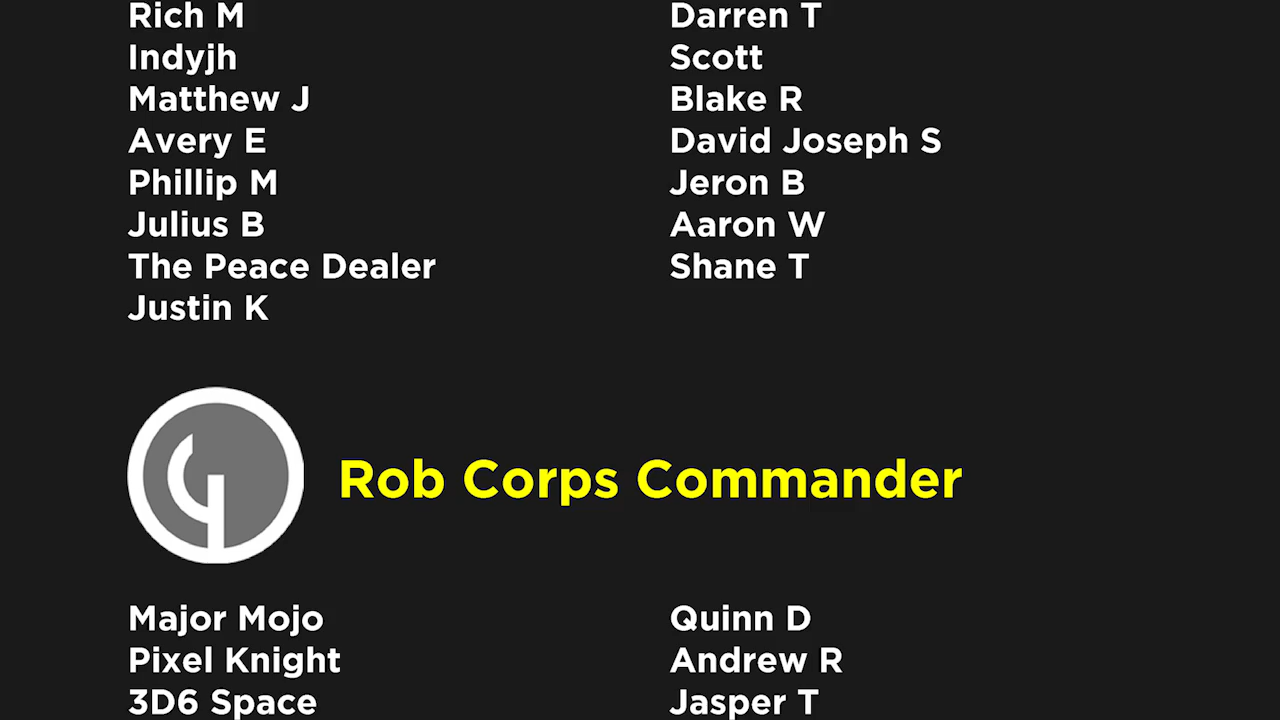 Rich M
Indyjh
Matthew J
Avery E
Phillip M
Julius B
The Peace Dealer
Justin K
Darren T
Scott
Blake R
David Joseph S
Jeron B
Aaron W
Shane T
Rob Corps Commander
Major Mojo
Pixel Knight
3D6 Space
Quinn D
Andrew R
Jasper T